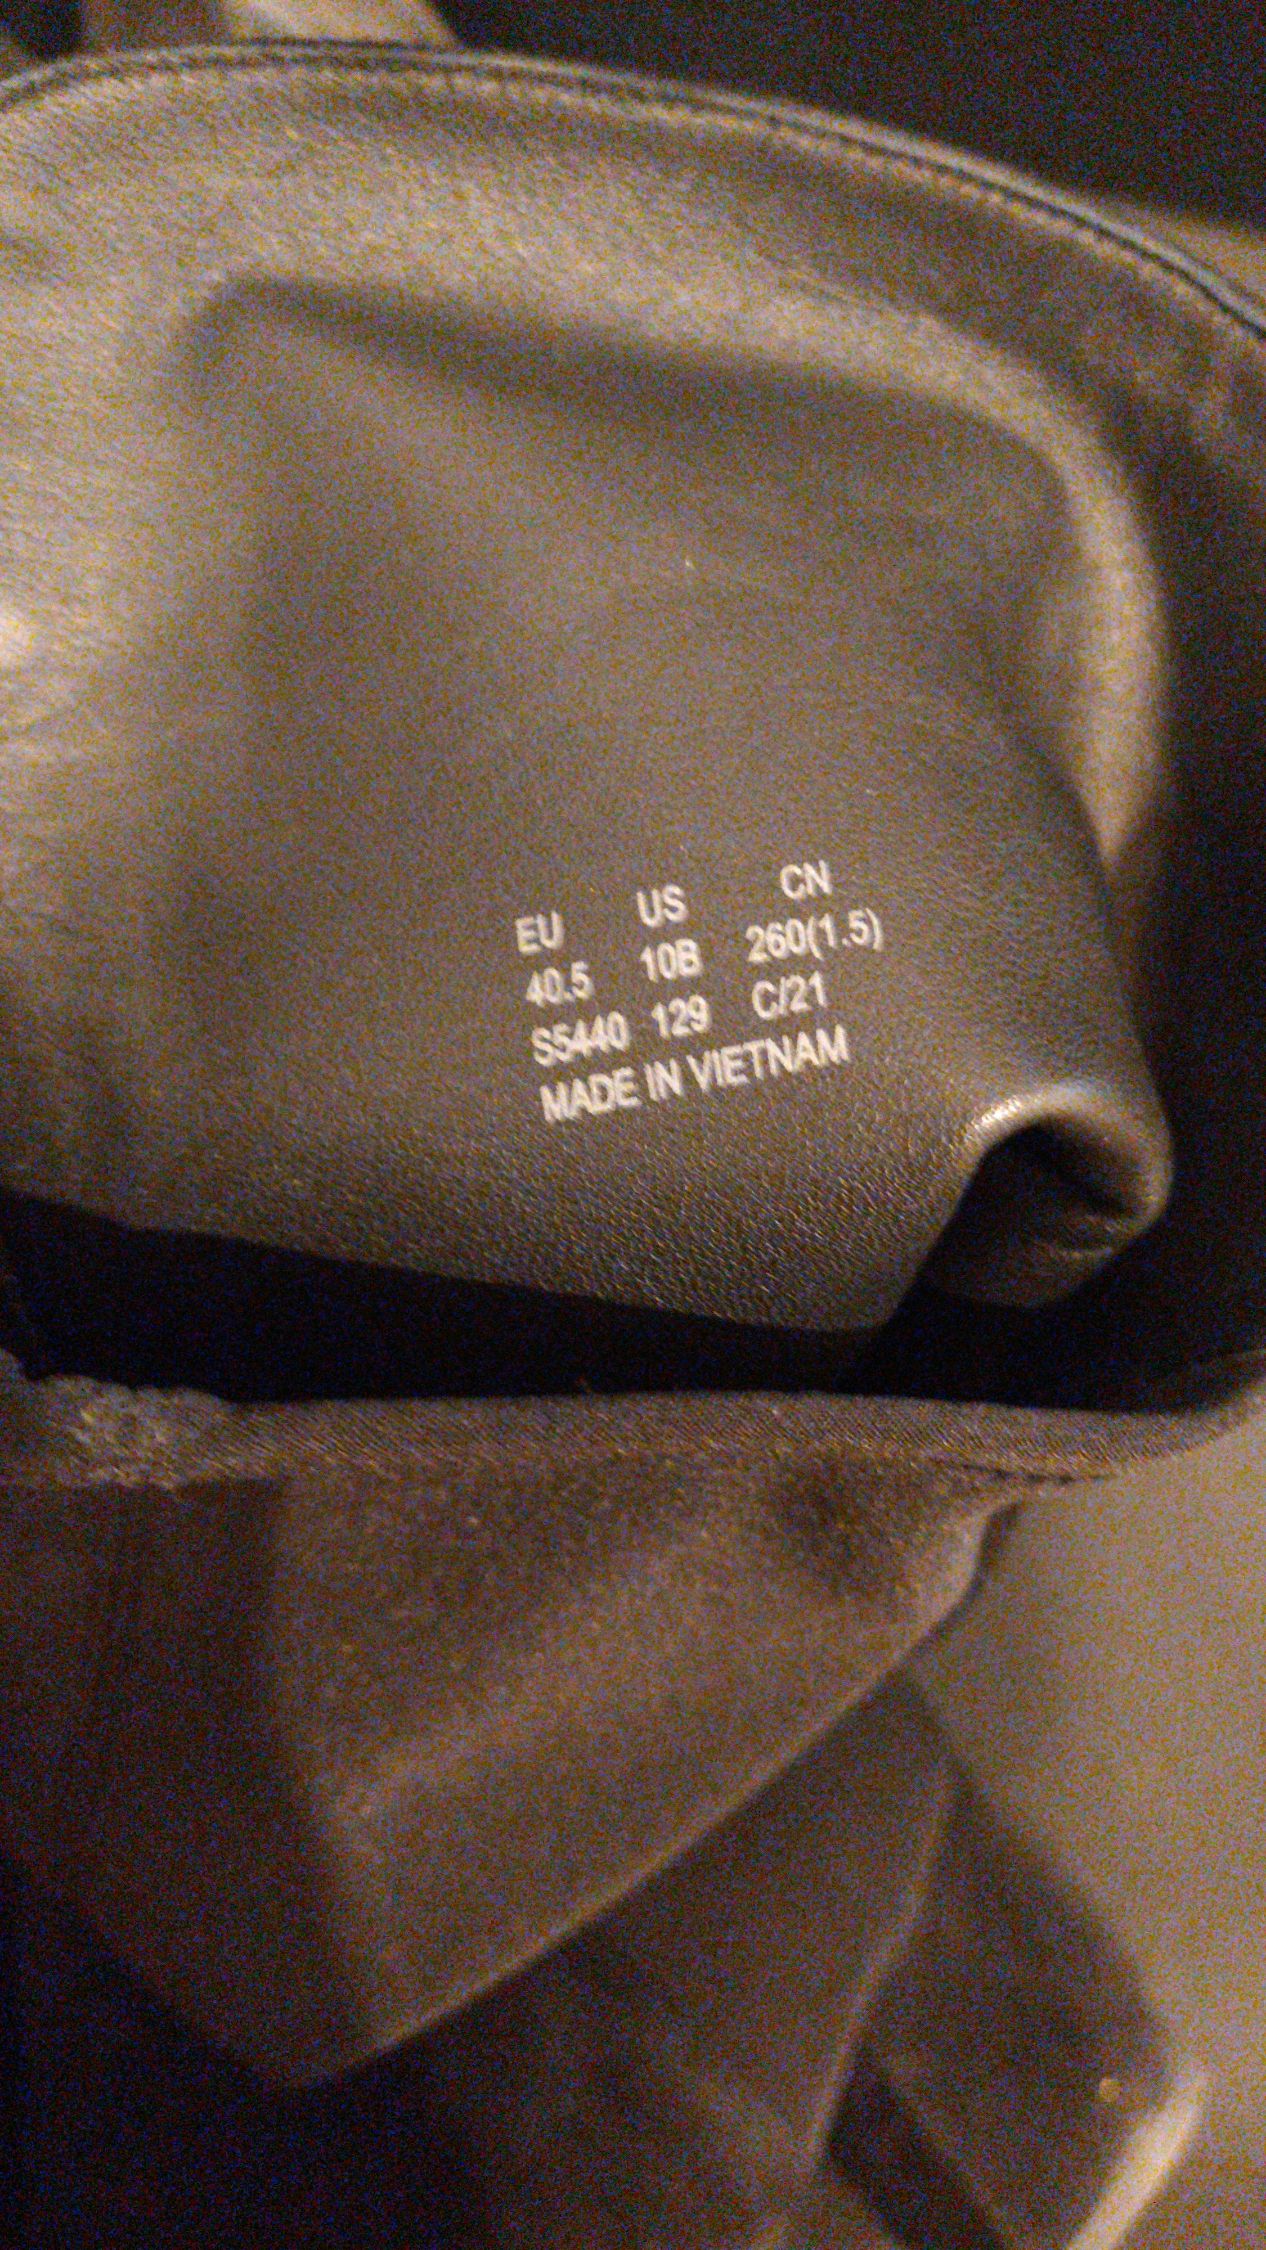 EU US CN
40.5 10B 260(1.5)
S5440 129 C/21
MADE IN VIETNAM